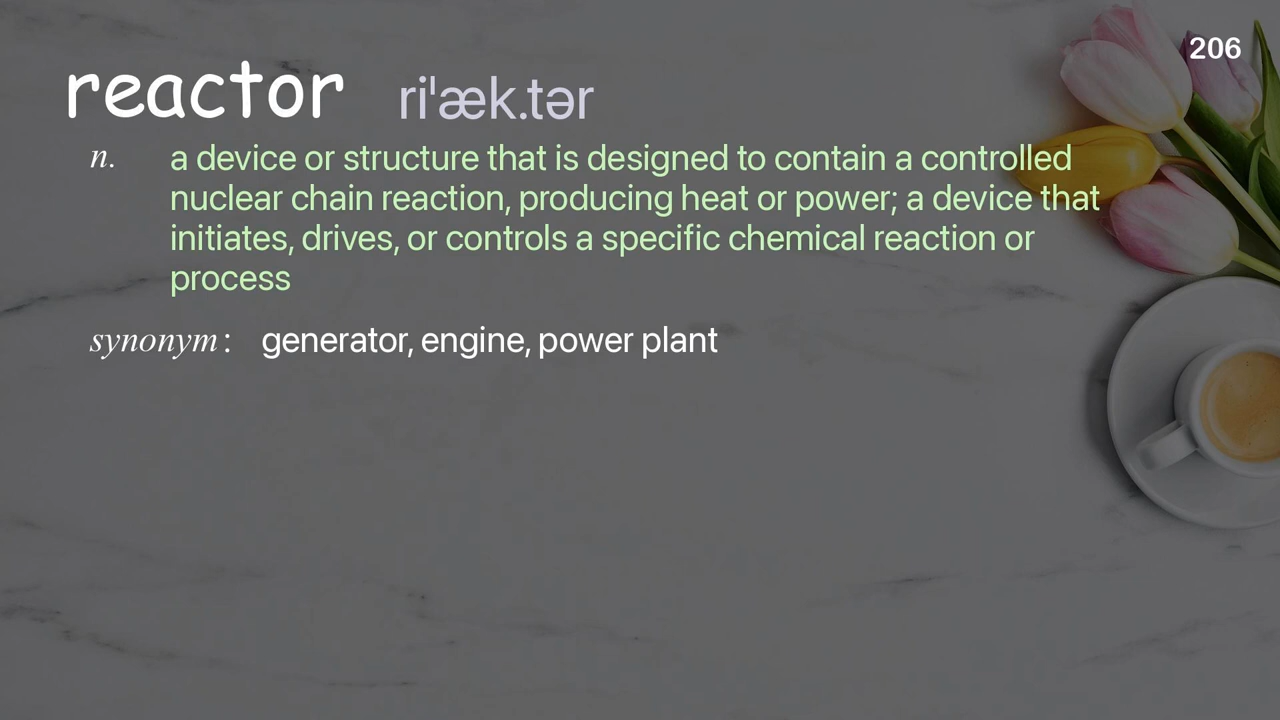 206
reactor ri'æk.tər
n. a device or structure that is designed to contain a controlled
nuclear chain reaction, producing heat or power; a device that
initiates, drives, or controls a specific chemical reaction or
process
synonym: generator, engine, power plant